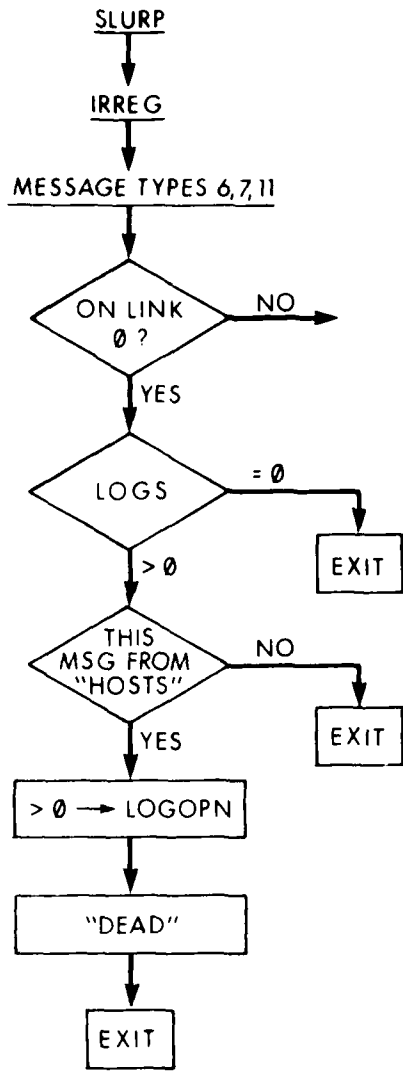 SLURP
IRREG
MESSAGE TYPES 6,7,11
ON LINK
Ø ?
NO
YES
LOGS
= Ø
EXIT
> Ø
THIS
MSG FROM
"HOSTS"
NO
EXIT
YES
> Ø → LOGOPN
"DEAD"
EXIT